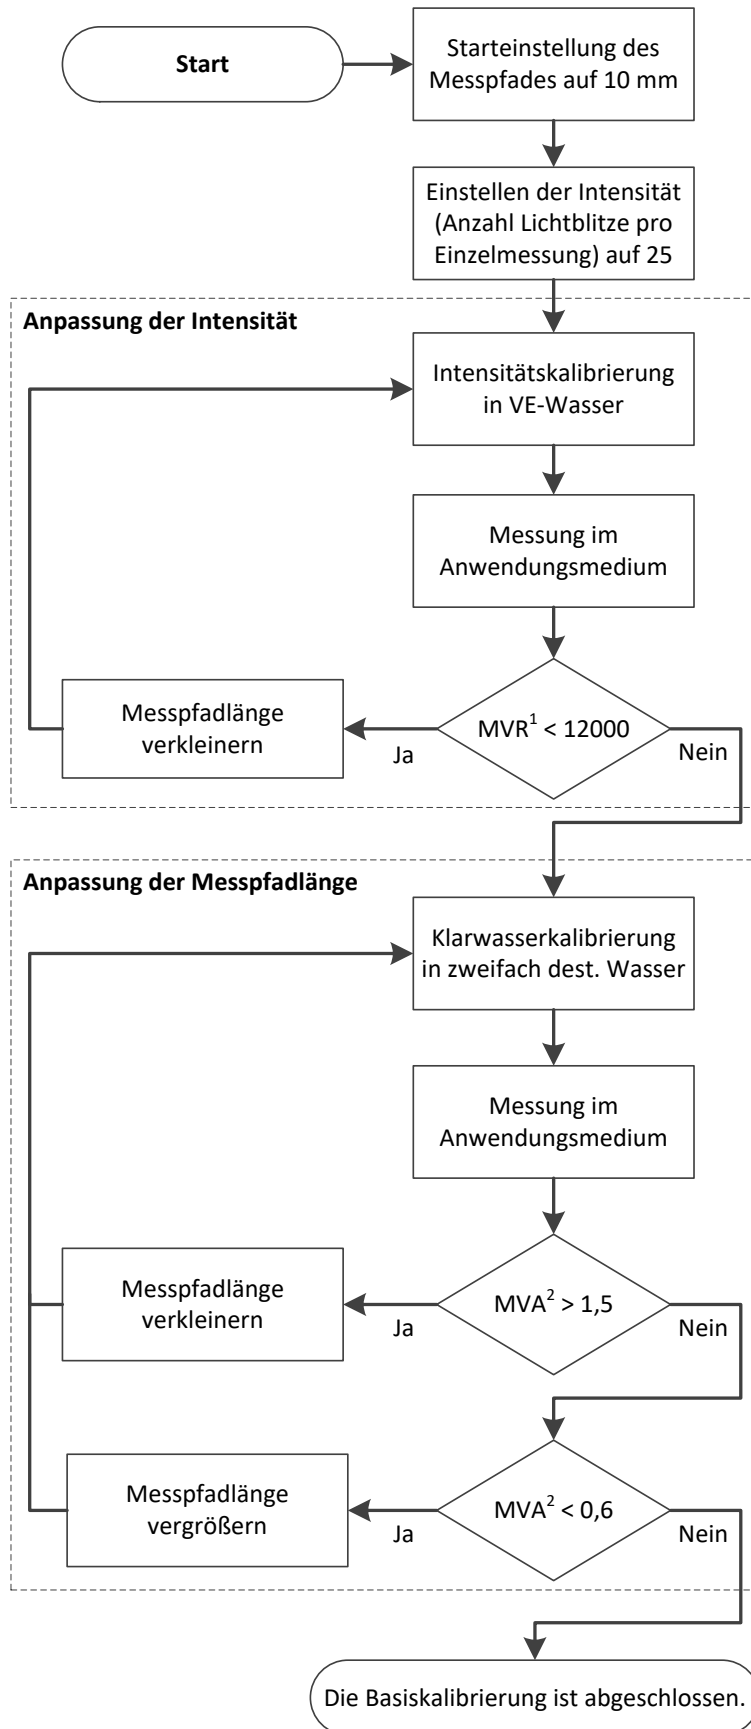 Start
Starteinstellung des
Messpfades auf 10 mm
Einstellen der Intensität
(Anzahl Lichtblitze pro
Einzelmessung) auf 25
Anpassung der Intensität
Intensitätskalibrierung
in VE-Wasser
Messung im
Anwendungsmedium
MVR¹ < 12000
Ja
Nein
Messpfadlänge
verkleinern
Anpassung der Messpfadlänge
Klarwasserkalibrierung
in zweifach dest. Wasser
Messung im
Anwendungsmedium
MVA² > 1,5
Ja
Nein
Messpfadlänge
verkleinern
MVA² < 0,6
Ja
Nein
Messpfadlänge
vergrößern
Die Basiskalibrierung ist abgeschlossen.